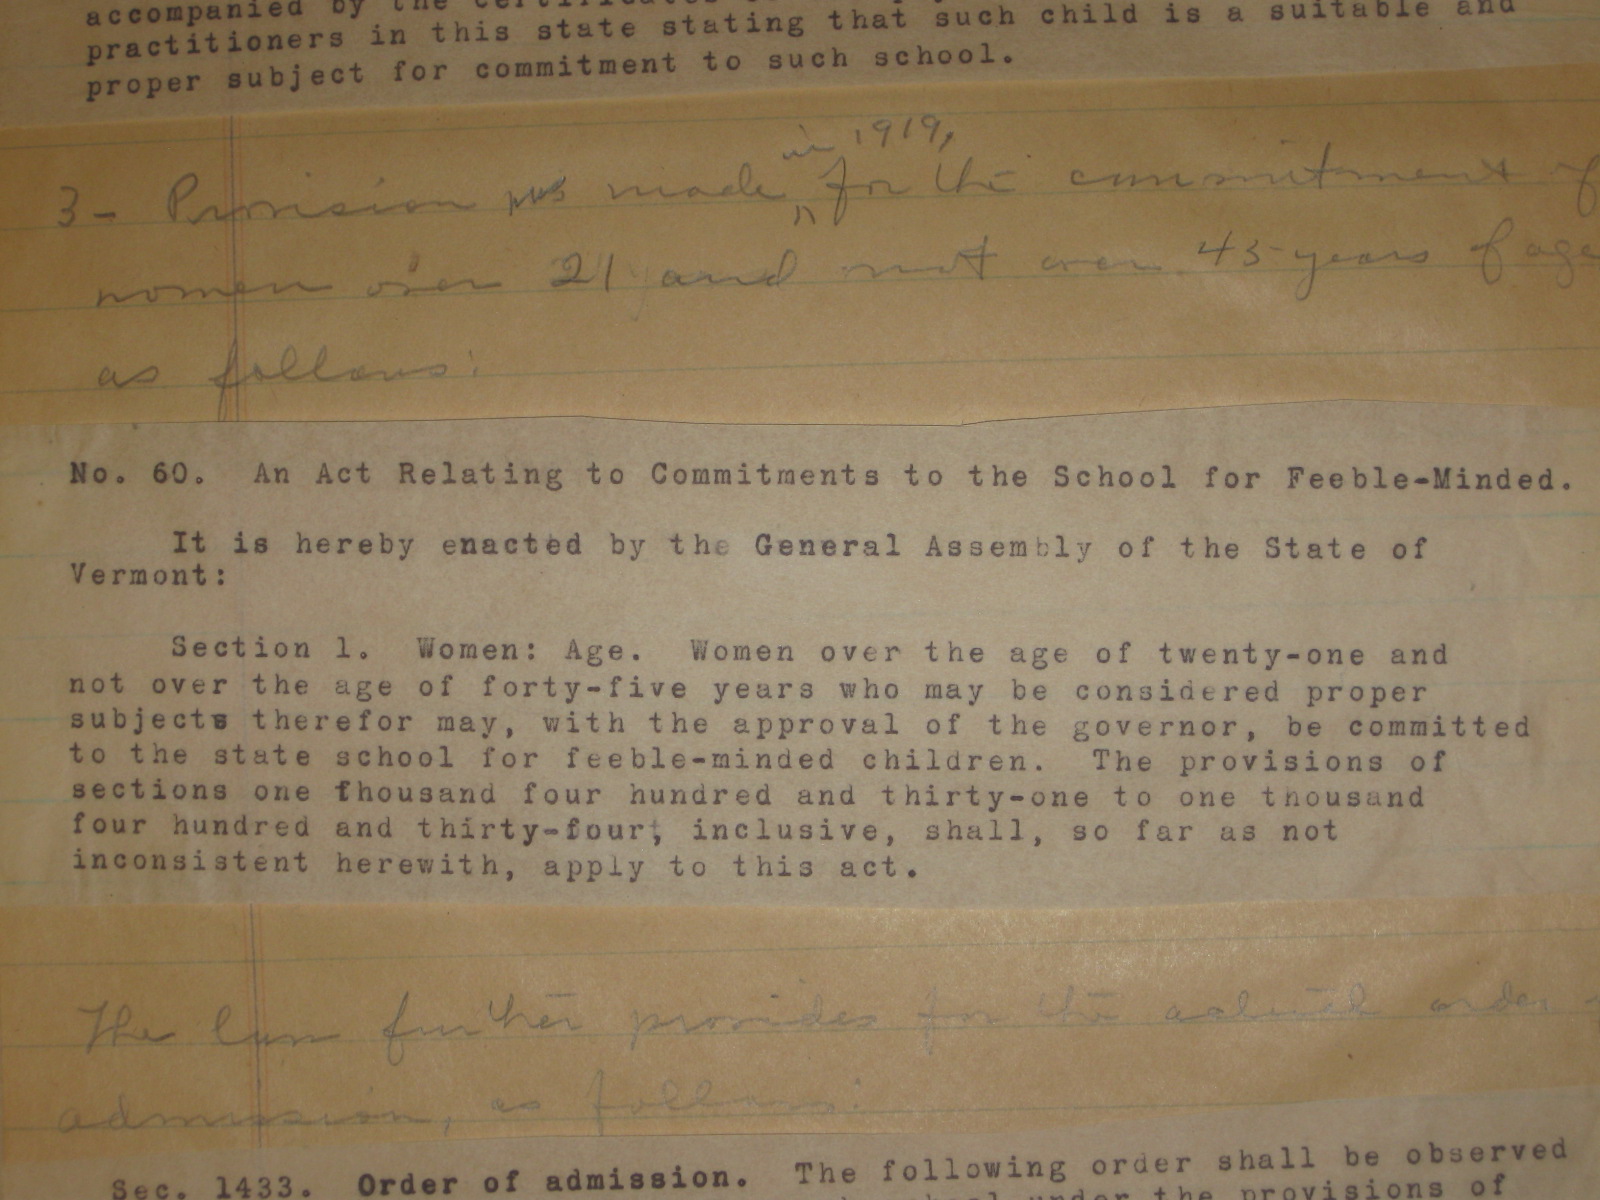 accompanied by the certificates
practitioners in this state stating that such child is a suitable and
proper subject for commitment to such school.
in 1919,
3- Provision was made for the commitment of
women over 21 and not over 45 years of age
as follows:
No. 60. An Act Relating to Commitments to the School for Feeble-Minded.
It is hereby enacted by the General Assembly of the State of
Vermont:
Section 1. Women: Age. Women over the age of twenty-one and
not over the age of forty-five years who may be considered proper
subjects therefor may, with the approval of the governor, be committed
to the state school for feeble-minded children. The provisions of
sections one fhousand four hundred and thirty-one to one thousand
four hundred and thirty-four, inclusive, shall, so far as not
inconsistent herewith, apply to this act.
The law further provides for the actual order
admission, as follows:
Sec. 1433. Order of admission. The following order shall be observed
under the provisions of